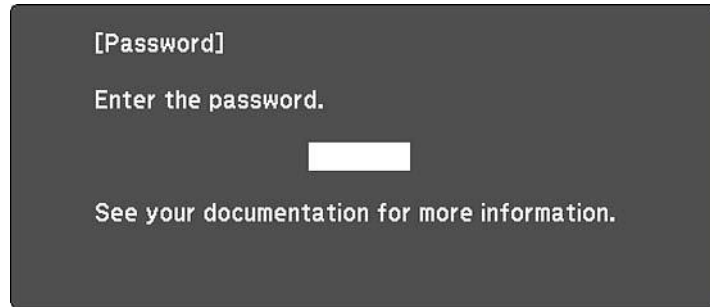 [Password]
Enter the password.
See your documentation for more information.